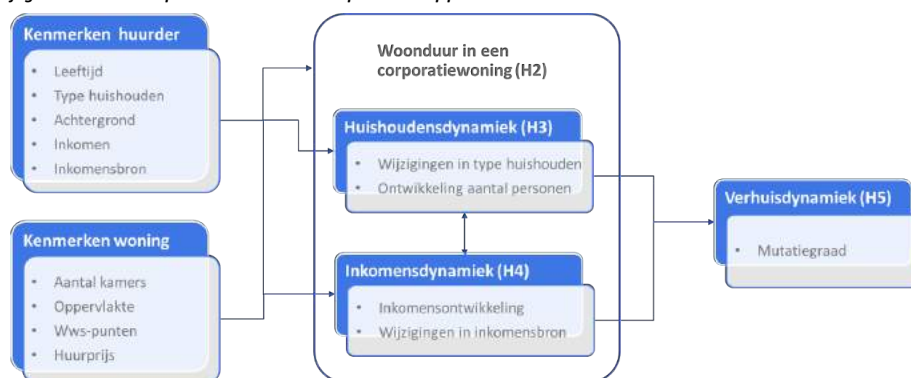 Kenmerken huurder
• Leeftijd
• Type huishouden
• Achtergrond
• Inkomen
• Inkomensbron
Kenmerken woning
• Aantal kamers
• Oppervlakte
• Wws-punten
• Huurprijs
Woonduur in een
corporatiewoning (H2)
Huishoudensdynamiek (H3)
• Wijzigingen in type huishouden
• Ontwikkeling aantal personen
Inkomensdynamiek (H4)
• Inkomensontwikkeling
• Wijzigingen in inkomensbron
Verhuisdynamiek (H5)
• Mutatiegraad